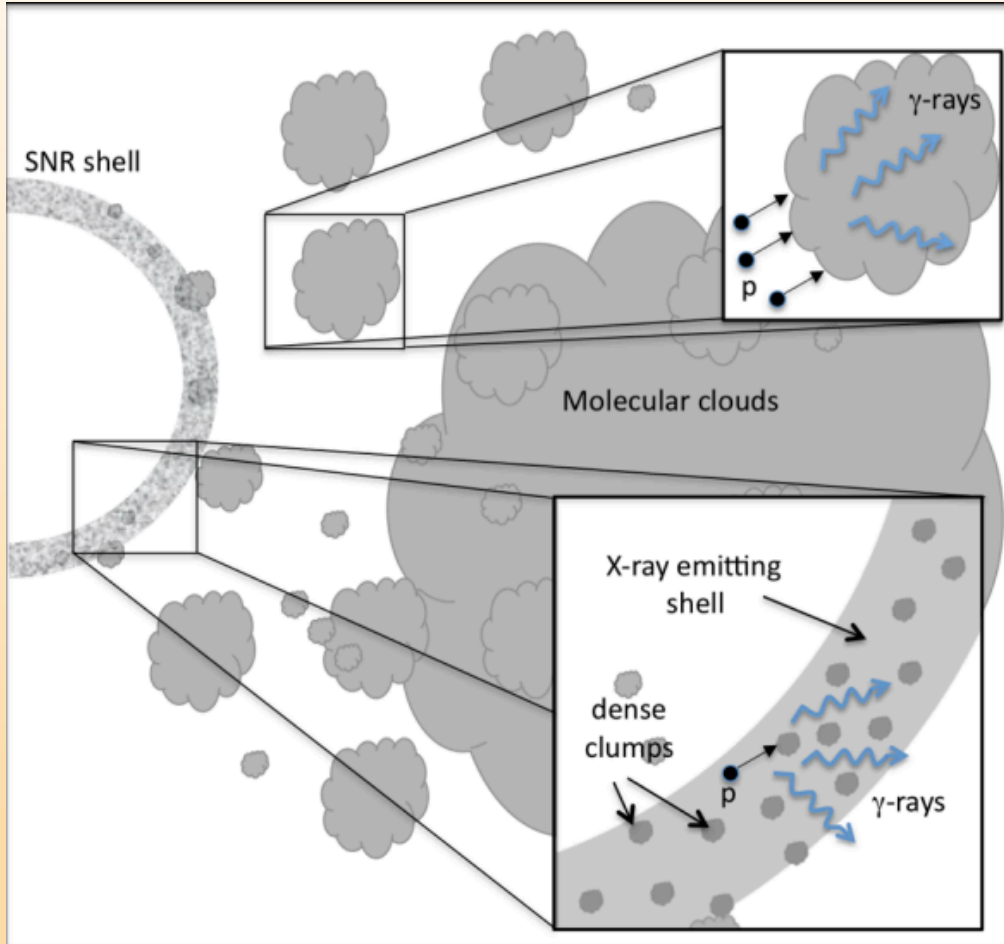 SNR shell
γ-rays
p
Molecular clouds
X-ray emitting
shell
dense
clumps
p
γ-rays